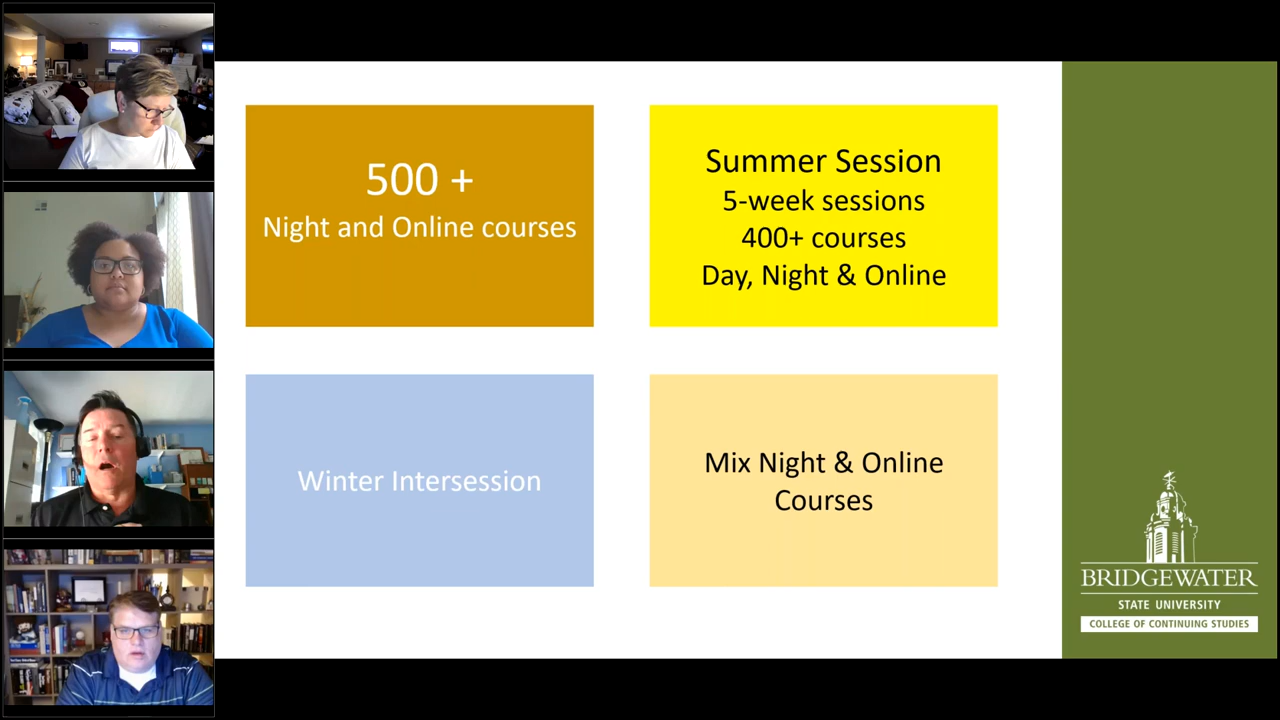 500 +
Night and Online courses
Summer Session
5-week sessions
400+ courses
Day, Night & Online
Winter Intersession
Mix Night & Online
Courses
BRIDGEWATER
STATE UNIVERSITY
COLLEGE OF CONTINUING STUDIES